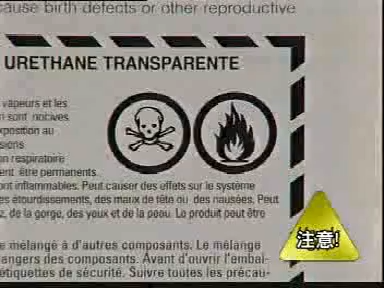 cause birth defects or other reproductive
URETHANE TRANSPARENTE
vapeurs et les
n sont nocives
exposition au
sions
on respiratoire
ent être permanents.
ont inflammables. Peut causer des effets sur le système
es étourdissements, des maux de tête ou des nausées. Peut
z, de la gorge, des yeux et de la peau. Le produit peut être
e mélangé à d'autres composants. Le mélange
angers des composants. Avant d'ouvrir l'embal-
étiquettes de sécurité. Suivre toutes les précau-
注意!